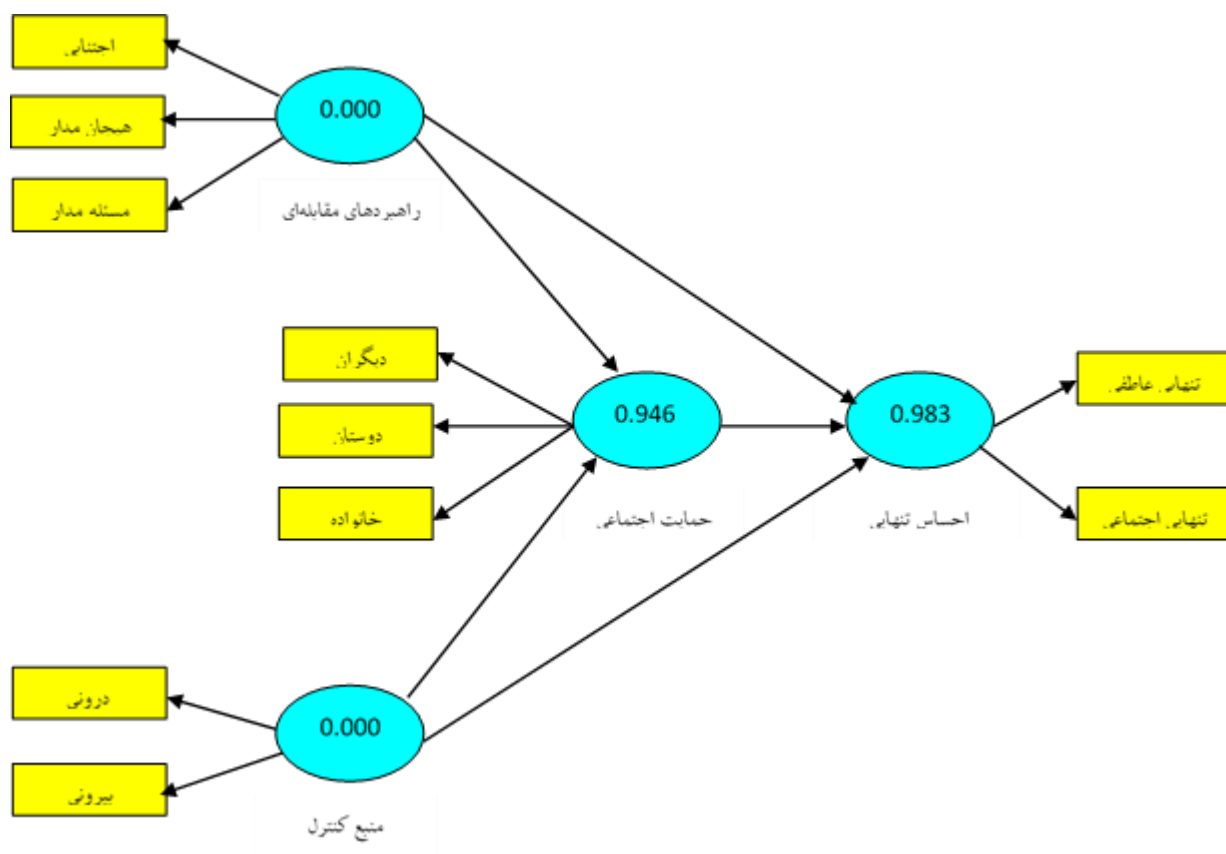 اجتنابی
0.000
هیجان مدار
مسئله مدار
راهبردهای مقابله‌ای
دیگران
تنهایی عاطفی
0.946
0.983
دوستان
خانواده
حمایت اجتماعی
احساس تنهایی
تنهایی اجتماعی
درونی
0.000
بیرونی
منبع کنترل